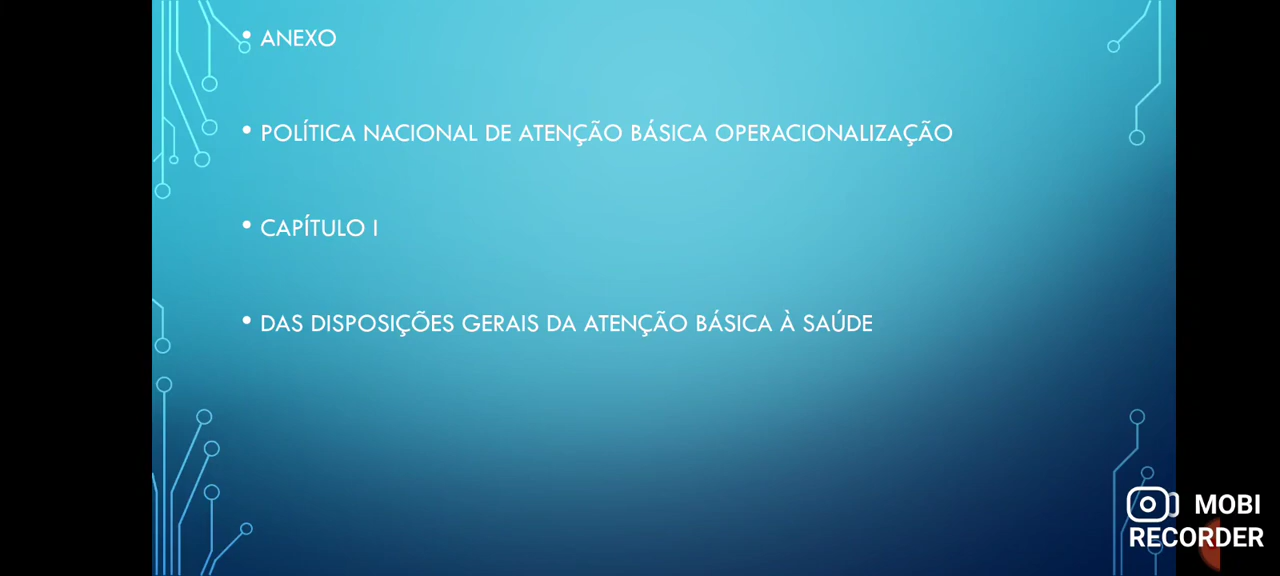 • ANEXO
• POLÍTICA NACIONAL DE ATENÇÃO BÁSICA OPERACIONALIZAÇÃO
• CAPÍTULO I
• DAS DISPOSIÇÕES GERAIS DA ATENÇÃO BÁSICA À SAÚDE
MOBI
RECORDER